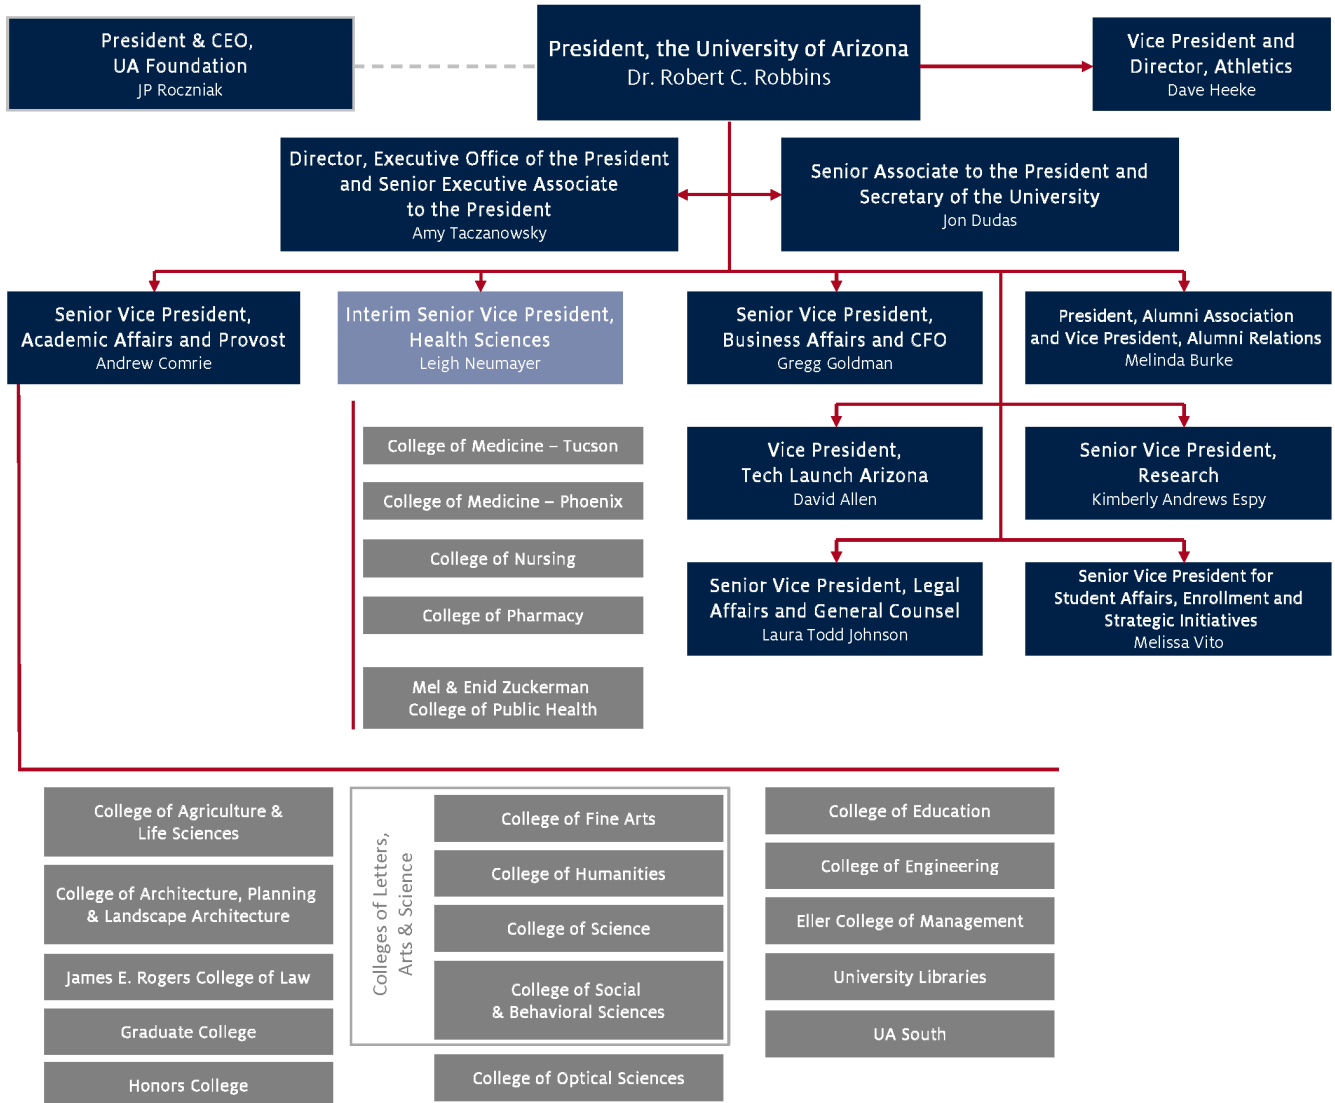 President & CEO,
UA Foundation
JP Roczniak
President, the University of Arizona
Dr. Robert C. Robbins
Vice President and
Director, Athletics
Dave Heeke
Director, Executive Office of the President
and Senior Executive Associate
to the President
Amy Taczanowsky
Senior Associate to the President and
Secretary of the University
Jon Dudas
Senior Vice President,
Academic Affairs and Provost
Andrew Comrie
Interim Senior Vice President,
Health Sciences
Leigh Neumayer
Senior Vice President,
Business Affairs and CFO
Gregg Goldman
President, Alumni Association
and Vice President, Alumni Relations
Melinda Burke
College of Medicine – Tucson
College of Medicine – Phoenix
College of Nursing
College of Pharmacy
Mel & Enid Zuckerman
College of Public Health
Vice President,
Tech Launch Arizona
David Allen
Senior Vice President,
Research
Kimberly Andrews Espy
Senior Vice President, Legal
Affairs and General Counsel
Laura Todd Johnson
Senior Vice President for
Student Affairs, Enrollment and
Strategic Initiatives
Melissa Vito
College of Agriculture &
Life Sciences
College of Architecture, Planning
& Landscape Architecture
James E. Rogers College of Law
Graduate College
Honors College
Colleges of Letters,
Arts & Science
College of Fine Arts
College of Humanities
College of Science
College of Social
& Behavioral Sciences
College of Optical Sciences
College of Education
College of Engineering
Eller College of Management
University Libraries
UA South